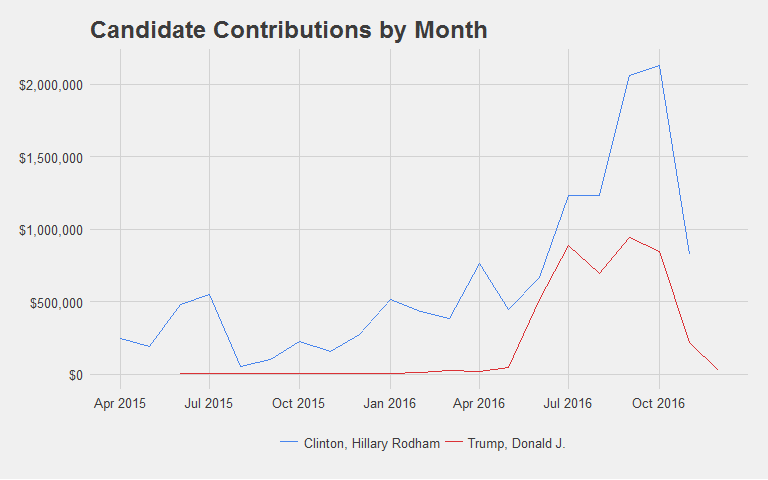 Candidate Contributions by Month
$2,000,000
$1,500,000
$1,000,000
$500,000
$0
Apr 2015 Jul 2015 Oct 2015 Jan 2016 Apr 2016 Jul 2016 Oct 2016
Clinton, Hillary Rodham Trump, Donald J.